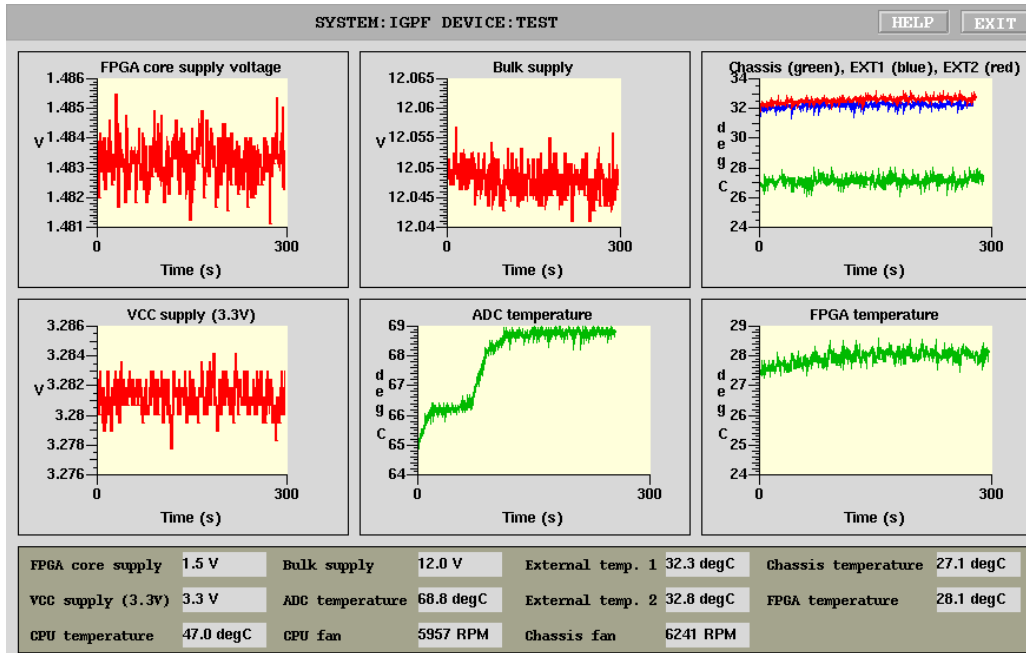 SYSTEM:IGPF DEVICE:TEST
HELP
EXIT
FPGA core supply voltage
1.486
1.485
1.484
1.483
1.482
1.481
V
0
300
Time (s)
Bulk supply
12.065
12.06
12.055
12.05
12.045
12.04
V
0
300
Time (s)
Chassis (green), EXT1 (blue), EXT2 (red)
34
32
30
28
26
24
deg C
0
300
Time (s)
VCC supply (3.3V)
3.286
3.284
3.282
3.28
3.278
3.276
V
0
300
Time (s)
ADC temperature
69
68
67
66
65
64
deg C
0
300
Time (s)
FPGA temperature
29
28
27
26
25
24
deg C
0
300
Time (s)
FPGA core supply 1.5 V Bulk supply 12.0 V External temp. 1 32.3 degC Chassis temperature 27.1 degC
VCC supply (3.3V) 3.3 V ADC temperature 68.8 degC External temp. 2 32.8 degC FPGA temperature 28.1 degC
CPU temperature 47.0 degC CPU fan 5957 RPM Chassis fan 6241 RPM